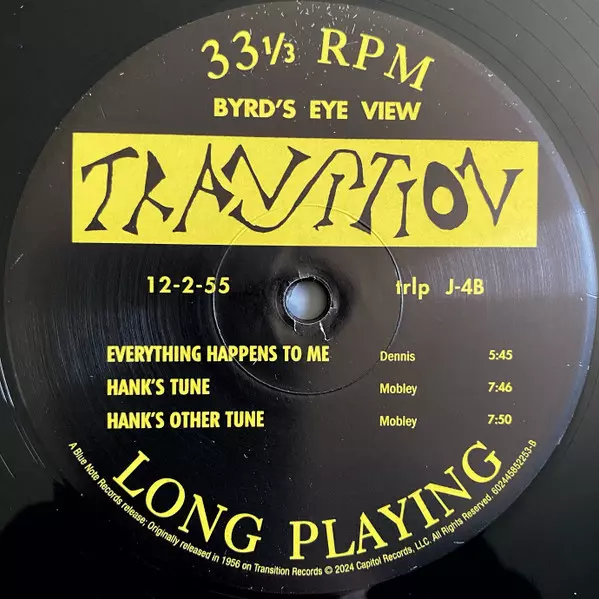 33⅓ RPM
BYRD'S EYE VIEW
TRANSITION
12-2-55 trlp J-4B
EVERYTHING HAPPENS TO ME Dennis 5:45
HANK'S TUNE Mobley 7:46
HANK'S OTHER TUNE Mobley 7:50
LONG PLAYING
A Blue Note Records release; Originally released in 1956 on Transition Records © 2024 Capitol Records, LLC. All Rights Reserved. 602445852253-B